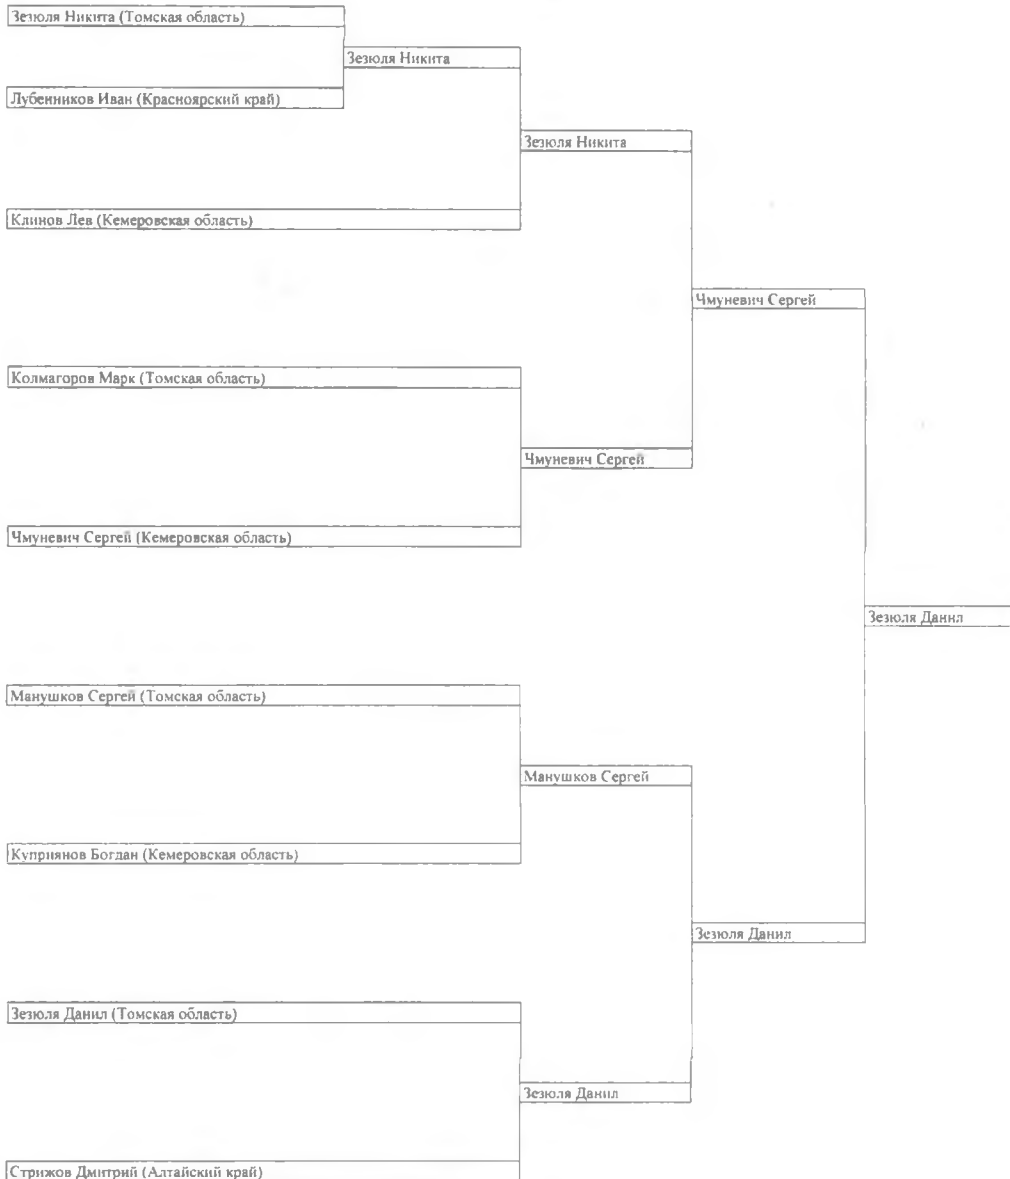 Зезюля Никита (Томская область)
Зезюля Никита
Лубенников Иван (Красноярский край)
Зезюля Никита
Клинов Лев (Кемеровская область)
Чмуневич Сергей
Колмагоров Марк (Томская область)
Чмуневич Сергей
Чмуневич Сергей (Кемеровская область)
Зезюля Данил
Манушков Сергей (Томская область)
Манушков Сергей
Куприянов Богдан (Кемеровская область)
Зезюля Данил
Зезюля Данил (Томская область)
Зезюля Данил
Стрижов Дмитрий (Алтайский край)